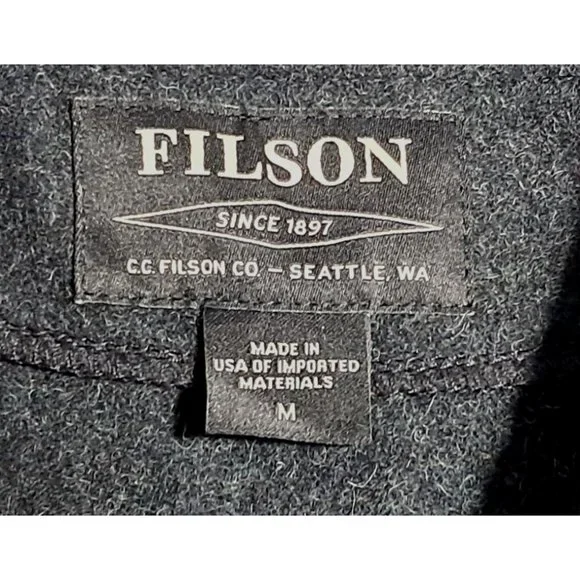 FILSON
SINCE 1897
C.C. FILSON CO. — SEATTLE, WA
MADE IN
USA OF IMPORTED
MATERIALS
M